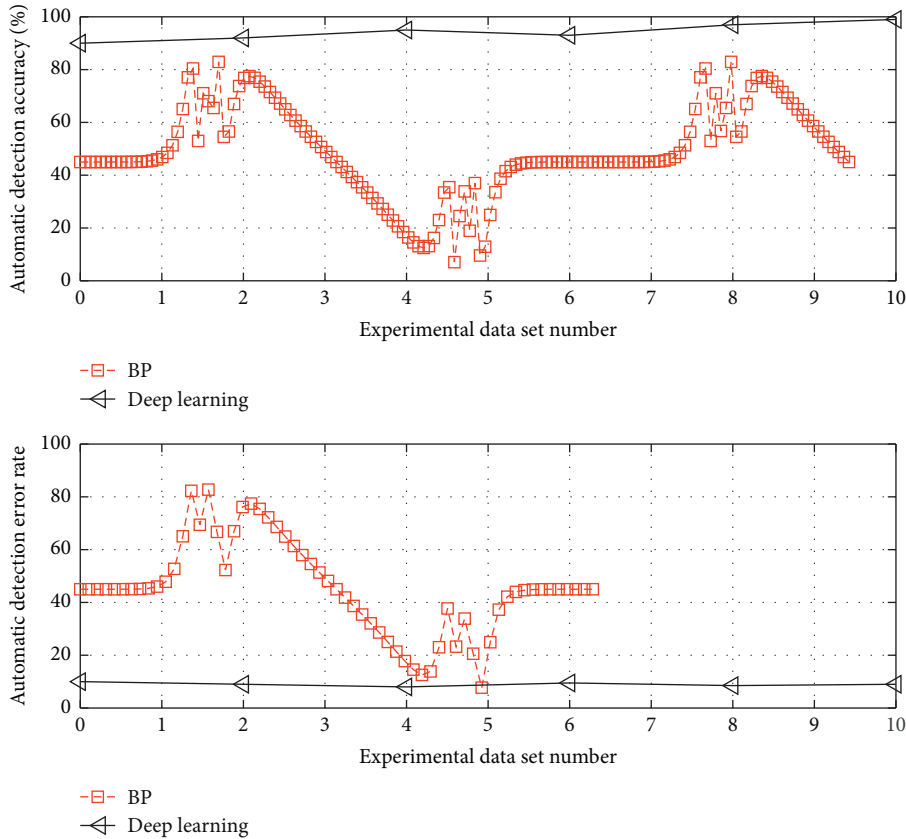 Automatic detection accuracy (%)
100
80
60
40
20
0
0 1 2 3 4 5 6 7 8 9 10
Experimental data set number
BP
Deep learning
Automatic detection error rate
100
80
60
40
20
0
0 1 2 3 4 5 6 7 8 9 10
Experimental data set number
BP
Deep learning